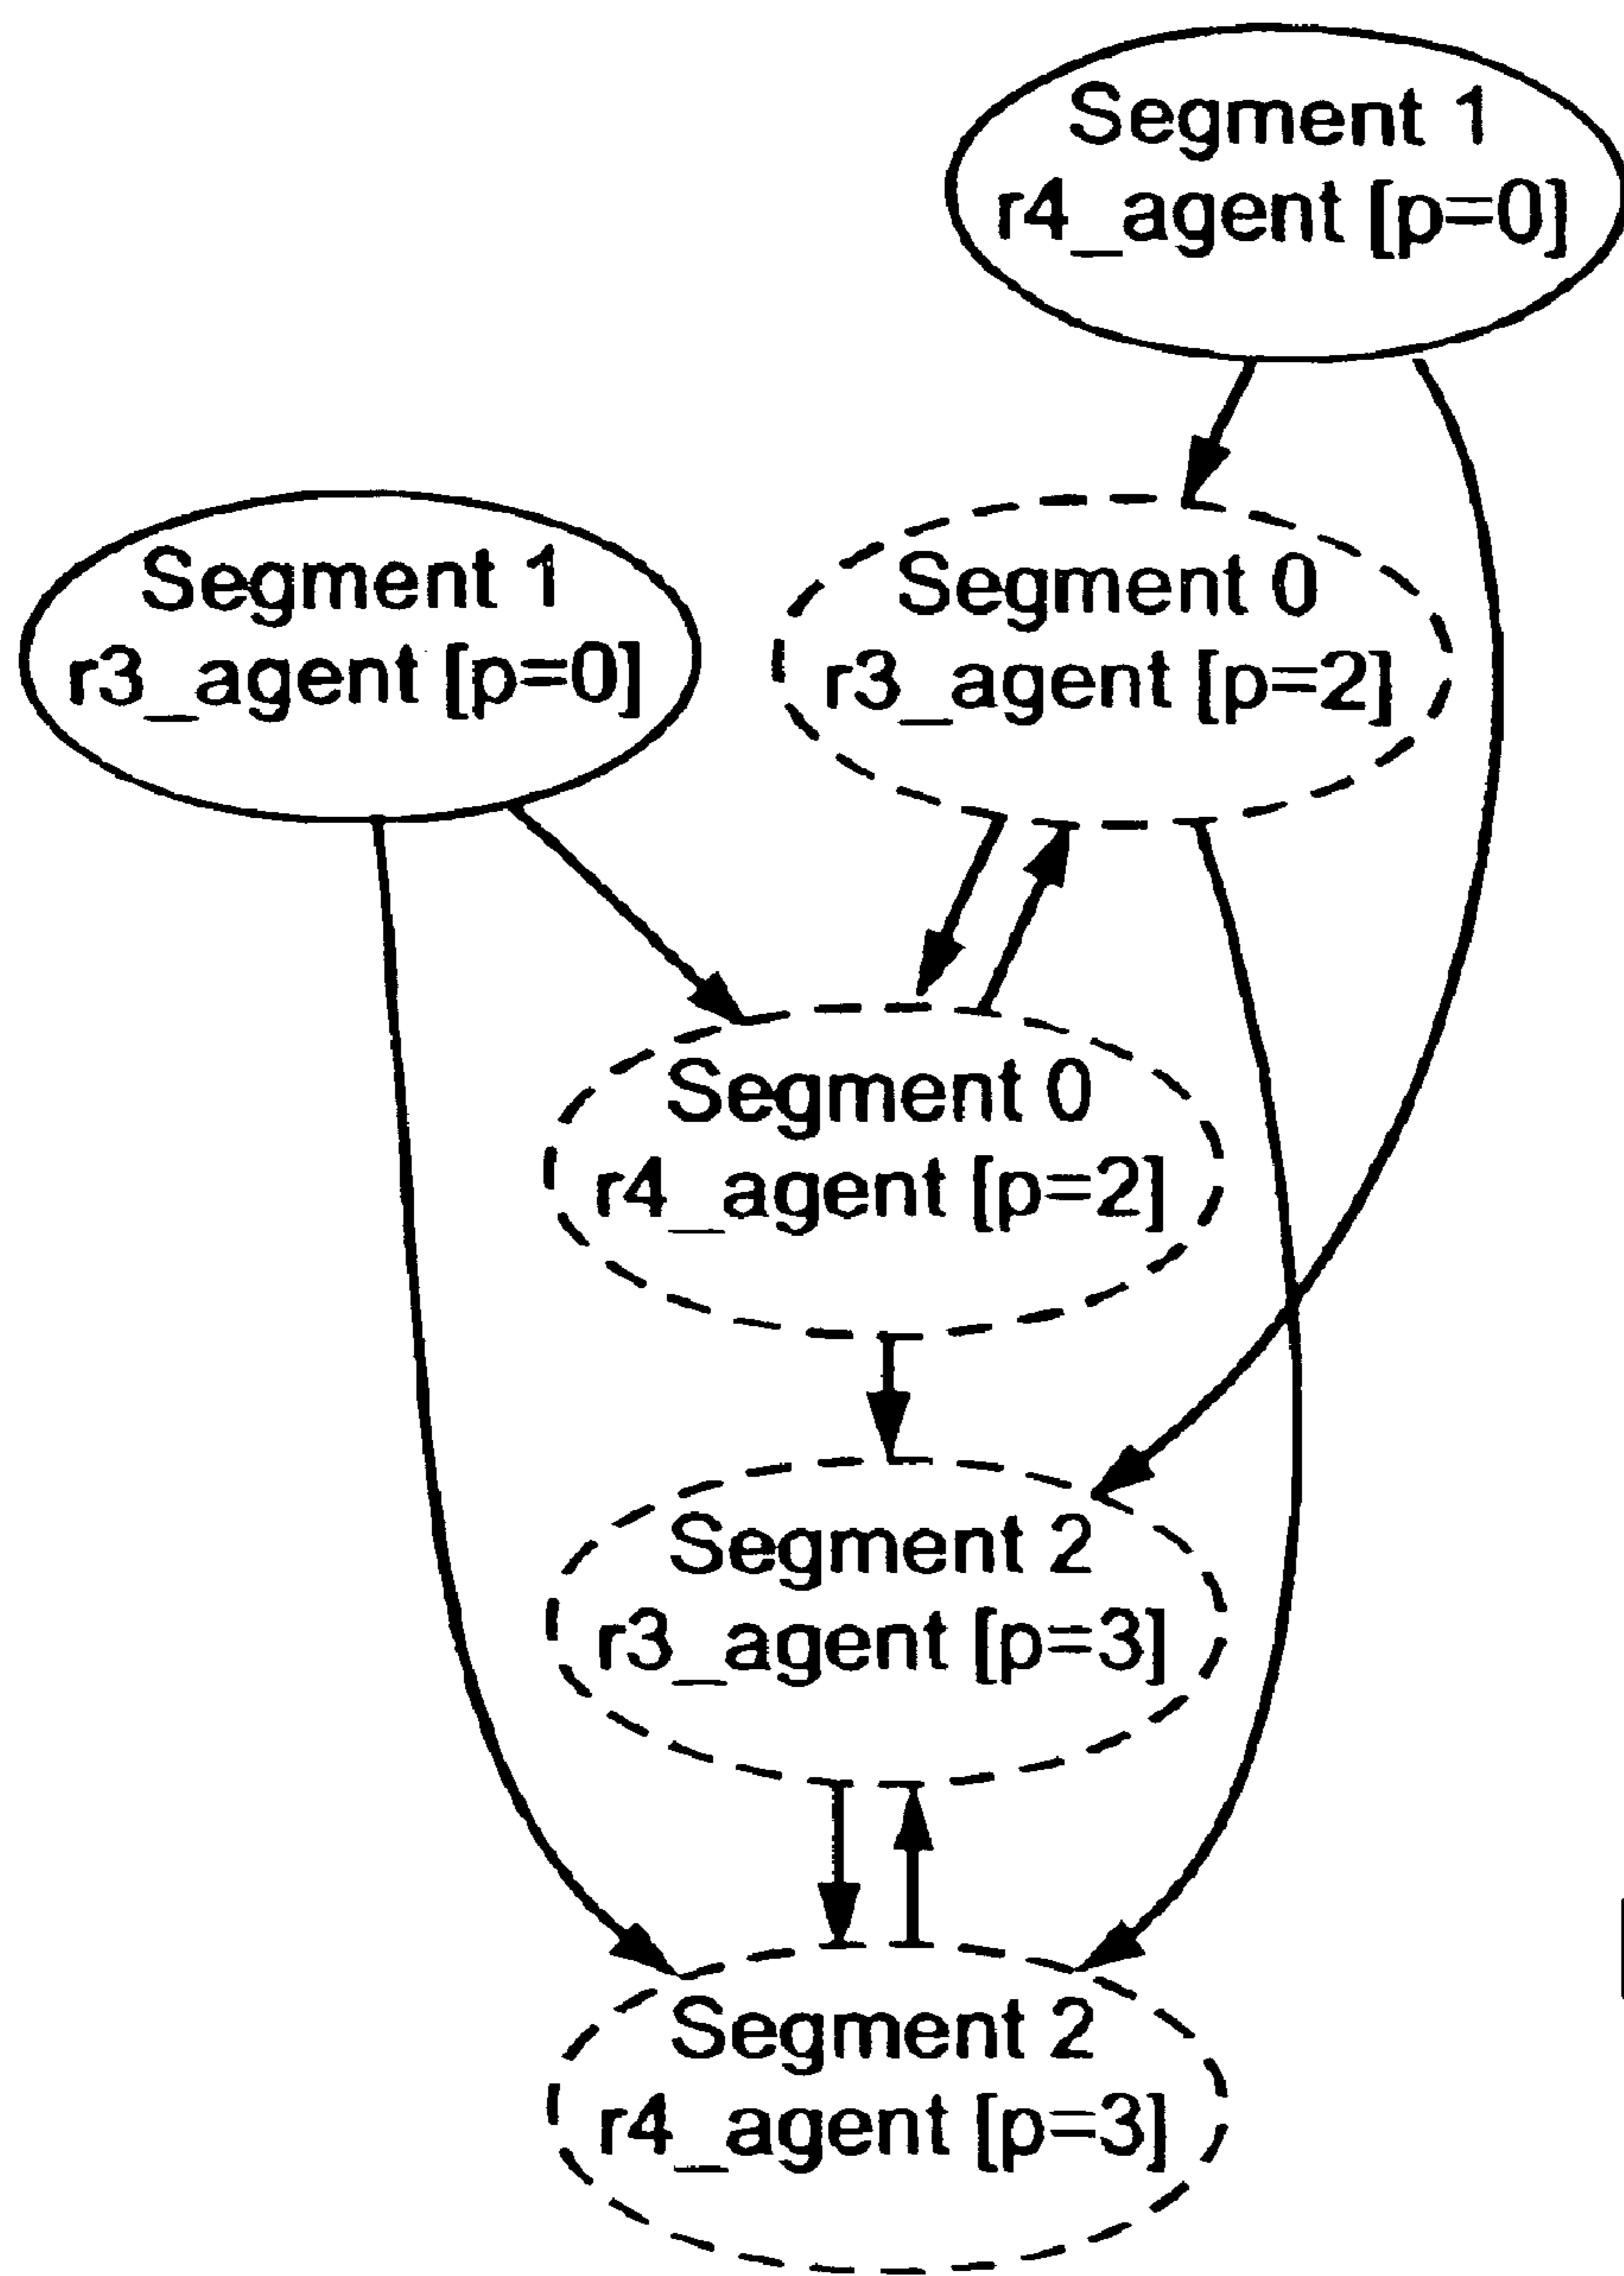 Segment 1
r4_agent [p=0]
Segment 1
r3_agent [p=0]
Segment 0
r3_agent [p=2]
Segment 0
r4_agent [p=2]
Segment 2
r3_agent [p=3]
Segment 2
r4_agent [p=3]